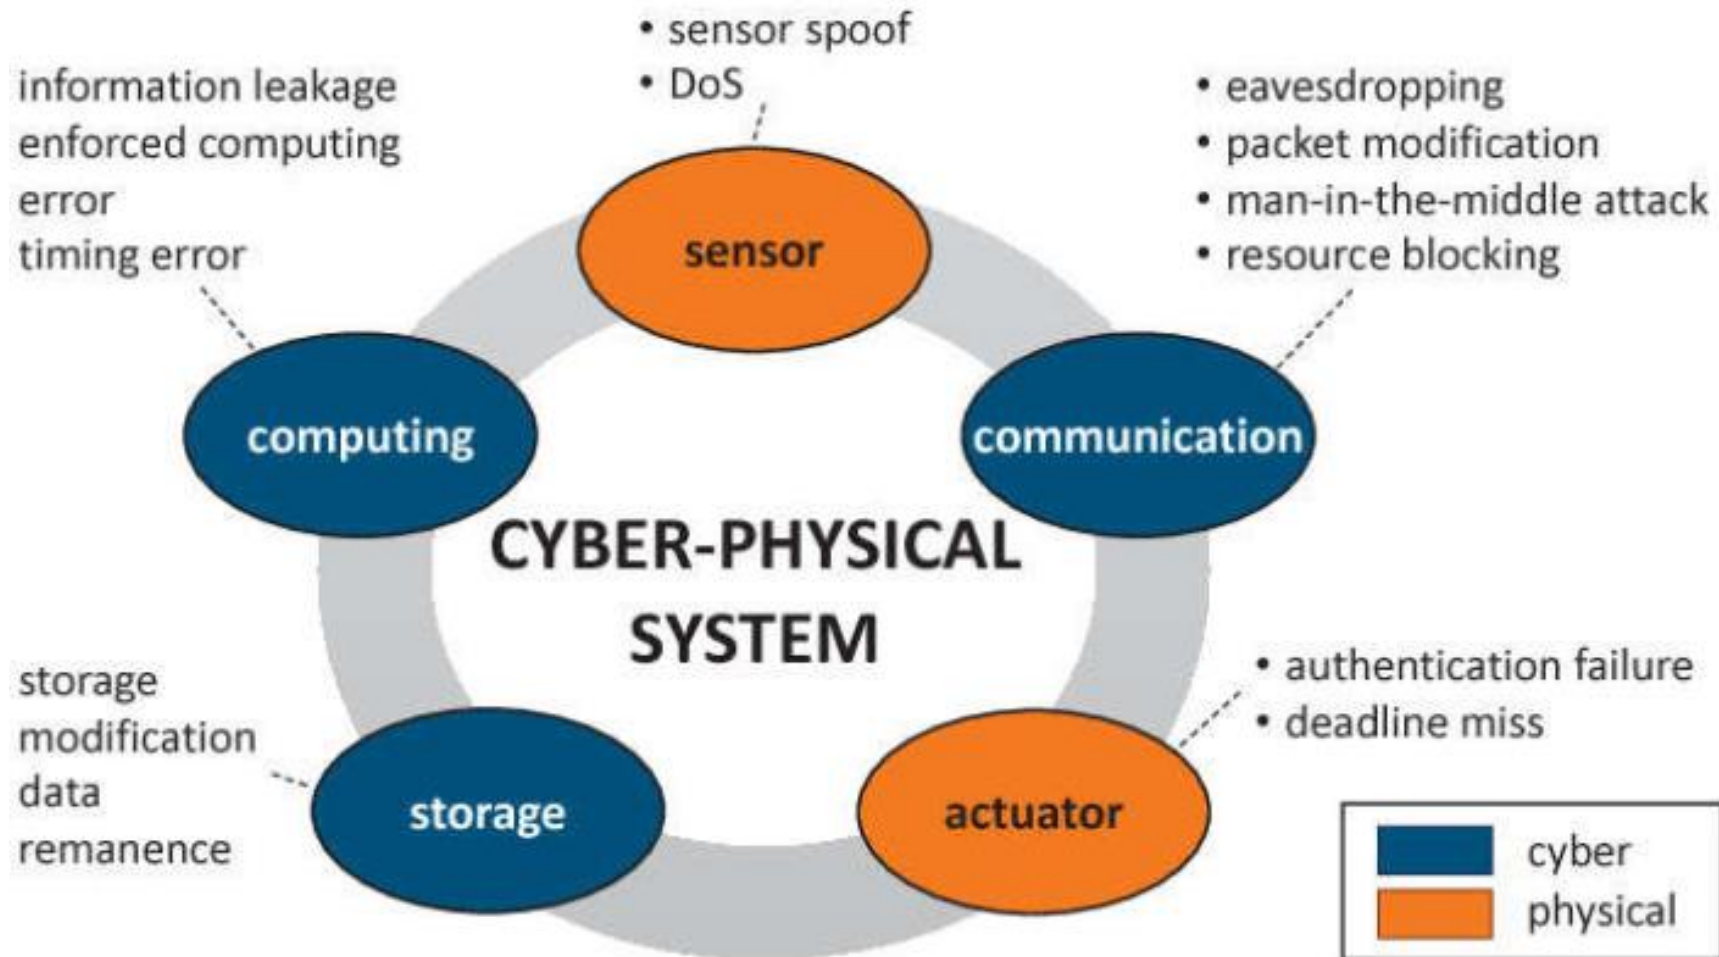 • sensor spoof
• DoS
information leakage
enforced computing
error
timing error
• eavesdropping
• packet modification
• man-in-the-middle attack
• resource blocking
sensor
computing
communication
CYBER-PHYSICAL
SYSTEM
storage
modification
data
remanence
• authentication failure
• deadline miss
storage
actuator
cyber
physical